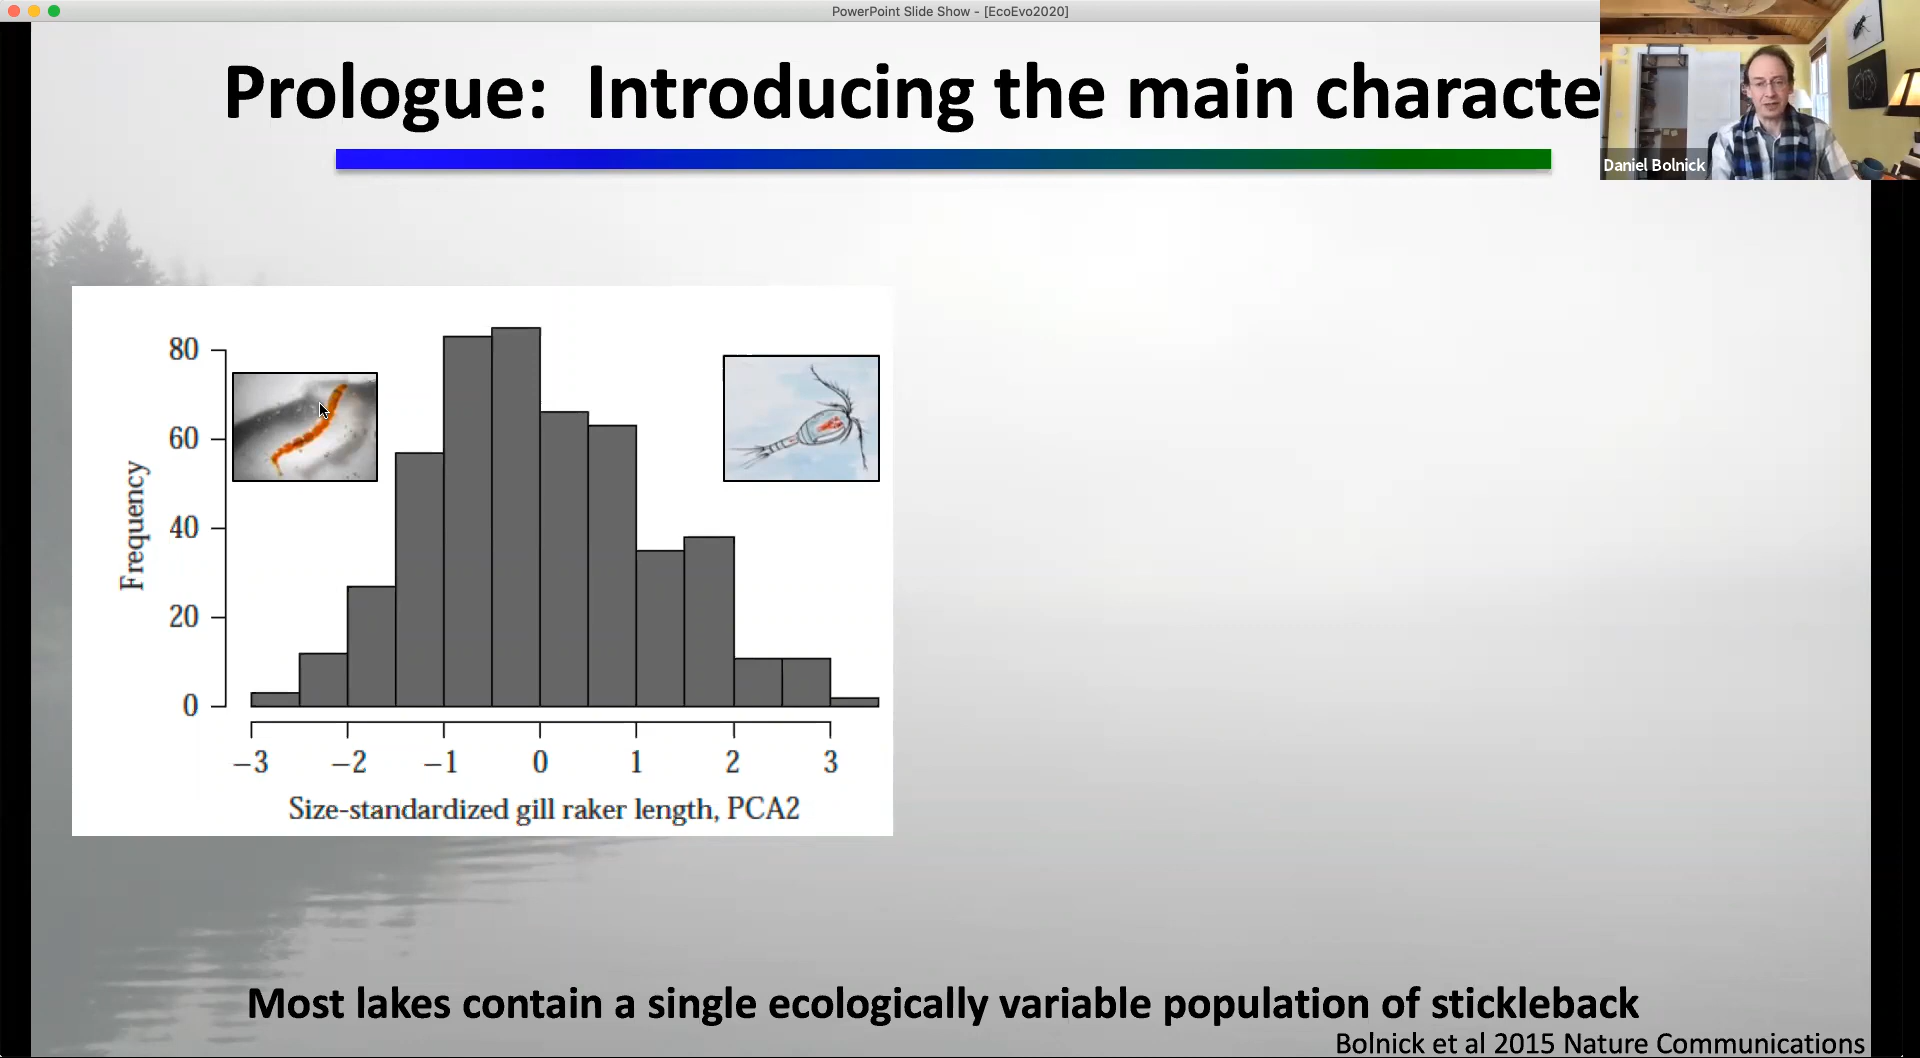 PowerPoint Slide Show - [EcoEvo2020]
Prologue: Introducing the main characte
Daniel Bolnick
80
60
40
20
0
Frequency
−3 −2 −1 0 1 2 3
Size-standardized gill raker length, PCA2
Most lakes contain a single ecologically variable population of stickleback
Bolnick et al 2015 Nature Communications